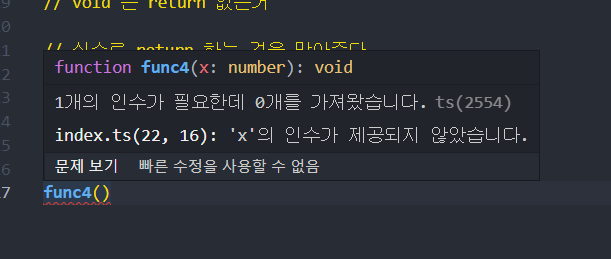 9 // void 는 return 없는거
0
1 // 실수로 return 하는 것을 막아준다
function func4(x: number): void
1개의 인수가 필요한데 0개를 가져왔습니다. ts(2554)
index.ts(22, 16): 'x'의 인수가 제공되지 않았습니다.
문제 보기 빠른 수정을 사용할 수 없음
7 func4()